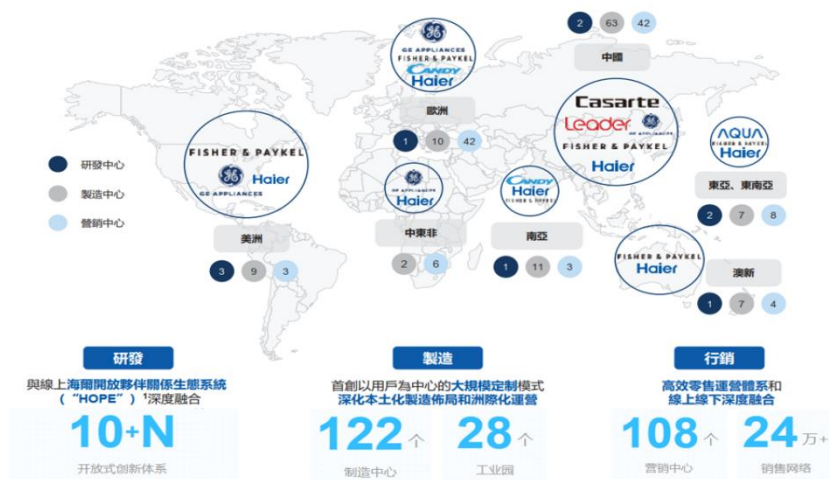 2 63 42
中國
GE APPLIANCES
FISHER & PAYKEL
CANDY
Haier
歐洲
1 10 42
Casarte
Leader
GE APPLIANCES
FISHER & PAYKEL
Haier
AQUA
FISHER & PAYKEL
Haier
東亞、東南亞
2 7 8
FISHER & PAYKEL
GE APPLIANCES
Haier
美洲
3 9 3
研發中心
製造中心
營銷中心
GE APPLIANCES
Haier
中東非
2 6
CANDY
Haier
FISHER & PAYKEL
南亞
1 11 3
FISHER & PAYKEL
Haier
澳新
1 7 4
研發
與線上海爾開放夥伴關係生態系統
(“HOPE”)¹深度融合
10+N
开放式创新体系
製造
首創以用戶為中心的大規模定制模式
深化本土化製造佈局和洲際化運營
122个
制造中心
28个
工业园
行銷
高效零售運營體系和
線上線下深度融合
108个
营销中心
24万+
销售网络